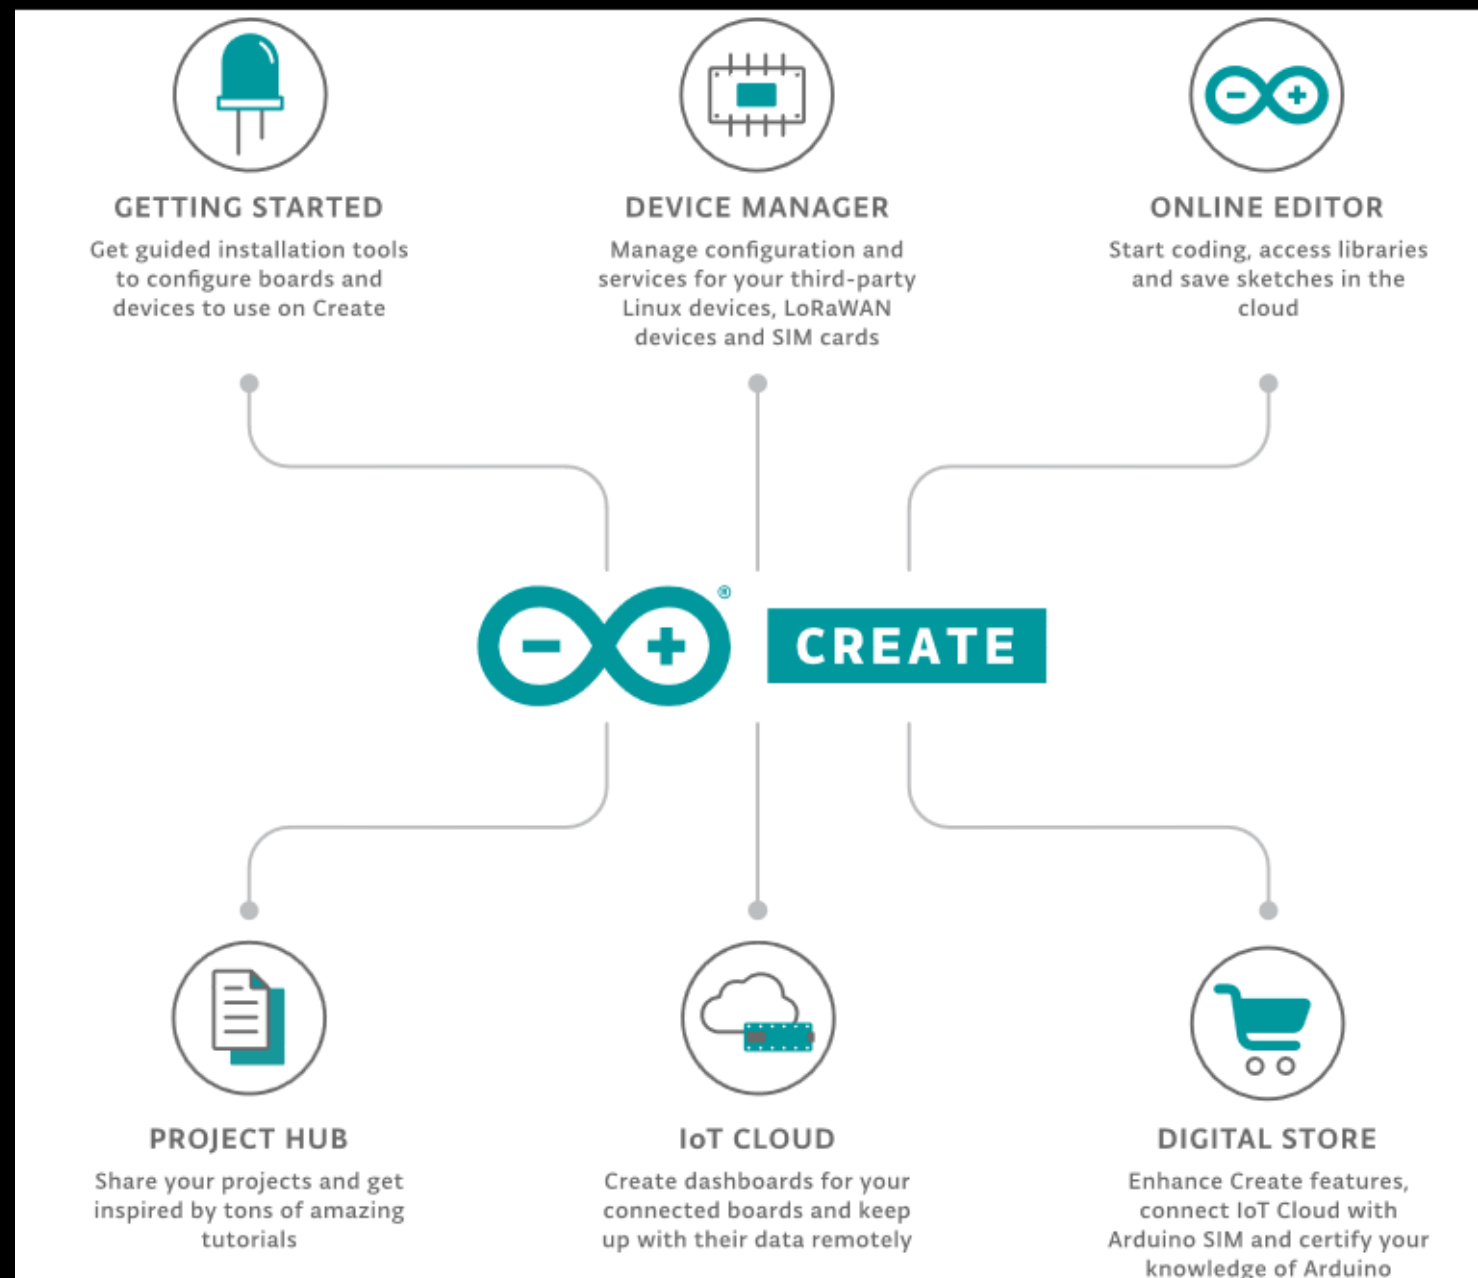 GETTING STARTED
Get guided installation tools
to configure boards and
devices to use on Create
DEVICE MANAGER
Manage configuration and
services for your third-party
Linux devices, LoRaWAN
devices and SIM cards
ONLINE EDITOR
Start coding, access libraries
and save sketches in the
cloud
®
CREATE
PROJECT HUB
Share your projects and get
inspired by tons of amazing
tutorials
IoT CLOUD
Create dashboards for your
connected boards and keep
up with their data remotely
DIGITAL STORE
Enhance Create features,
connect IoT Cloud with
Arduino SIM and certify your
knowledge of Arduino